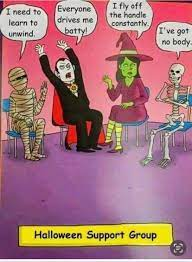 I need to
learn to
unwind.
Everyone
drives me
batty!
I fly off
the handle
constantly.
I've got
no body.
Halloween Support Group